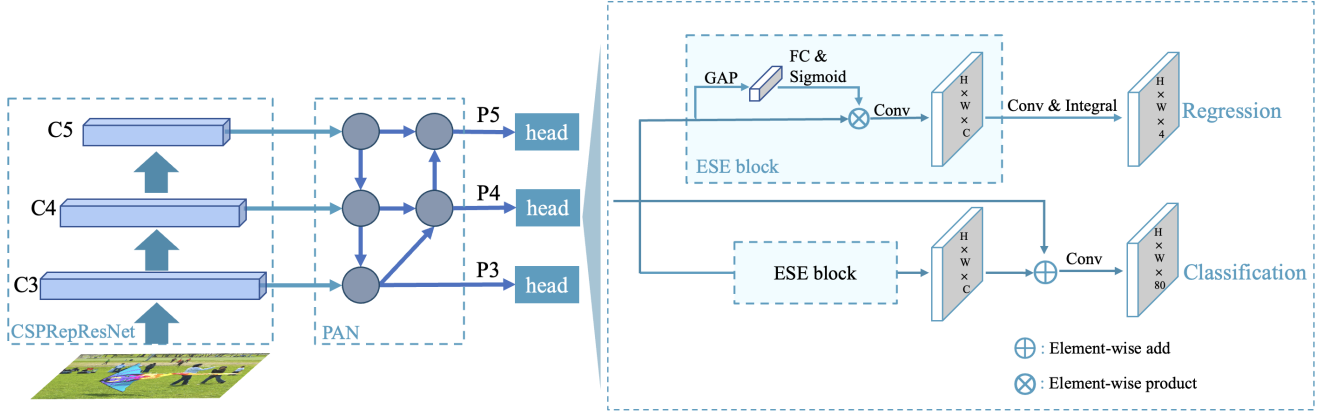 C5
C4
C3
CSPRepResNet
PAN
P5
P4
P3
head
head
head
GAP
FC &
Sigmoid
Conv
ESE block
H
×
W
×
C
Conv & Integral
H
×
W
×
4
Regression
ESE block
H
×
W
×
C
Conv
H
×
W
×
80
Classification
: Element-wise add
: Element-wise product